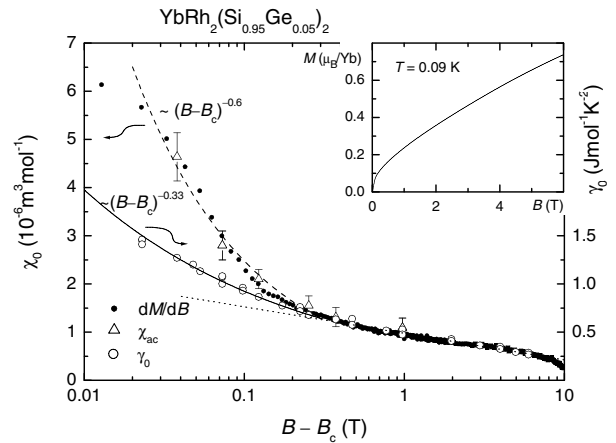 YbRh₂(Si₀.₉₅Ge₀.₀₅)₂
7
6
5
4
3
2
1
0
χ₀ (10⁻⁶m³mol⁻¹)
~ (B–Bc)⁻⁰·⁶
~(B–Bc)⁻⁰·³³
dM/dB
χac
γ₀
0.01
0.1
1
10
B – Bc (T)
M (μB/Yb)
T = 0.09 K
0.6
0.4
0.2
0.0
0
2
4
B (T)
γ₀ (Jmol⁻¹K⁻²)
1.5
1.0
0.5
0.0